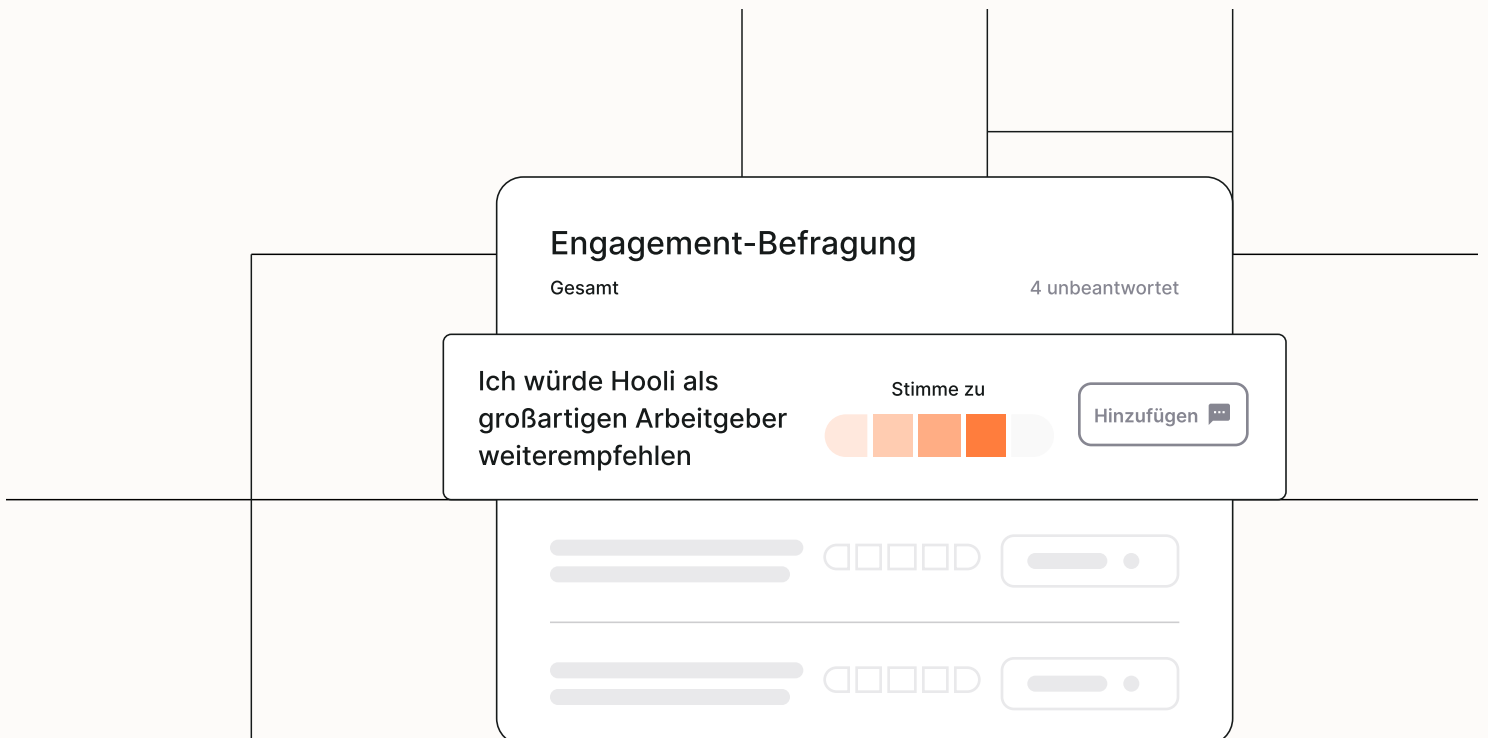 Engagement-Befragung
Gesamt
4 unbeantwortet
Ich würde Hooli als
großartigen Arbeitgeber
weiterempfehlen
Stimme zu
Hinzufügen